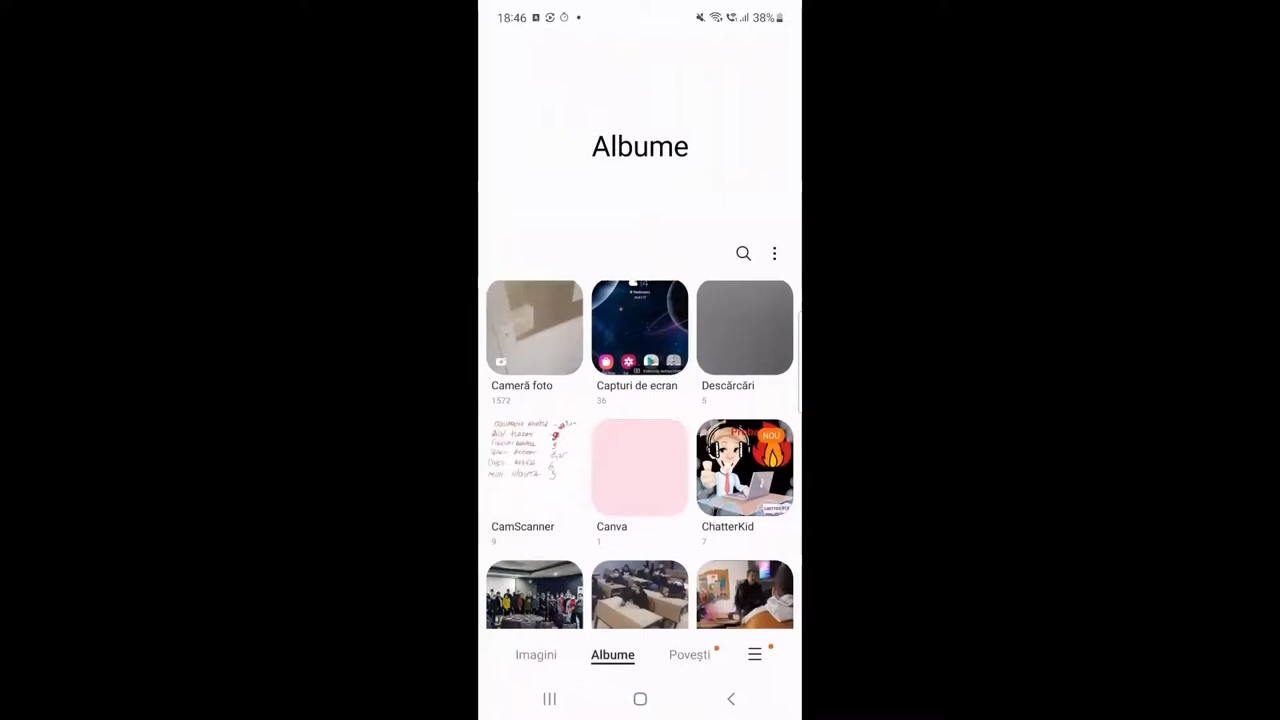 18:46
38%
Albume
Cameră foto
1572
Capturi de ecran
36
Descărcări
5
NOU
CamScanner
9
Canva
1
ChatterKid
7
Imagini
Albume
Povești